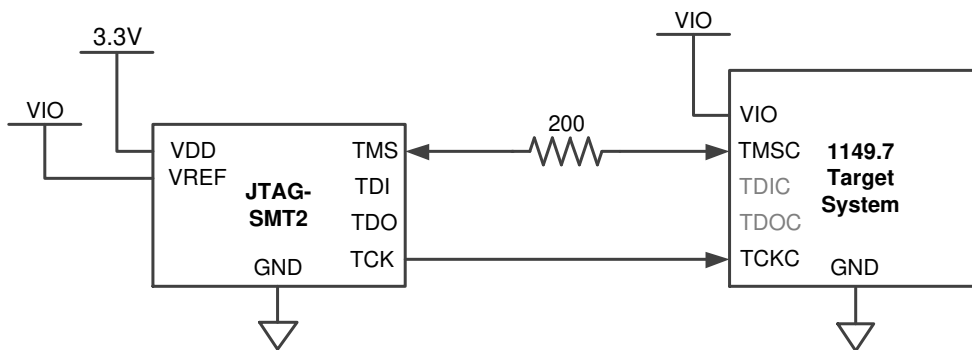 VIO
3.3V
200
VIO
VIO
VDD
TMS
TMSC
1149.7
VREF
TDI
TDIC
Target
JTAG-
SMT2
TDO
TDOC
System
GND
TCK
TCKC
GND